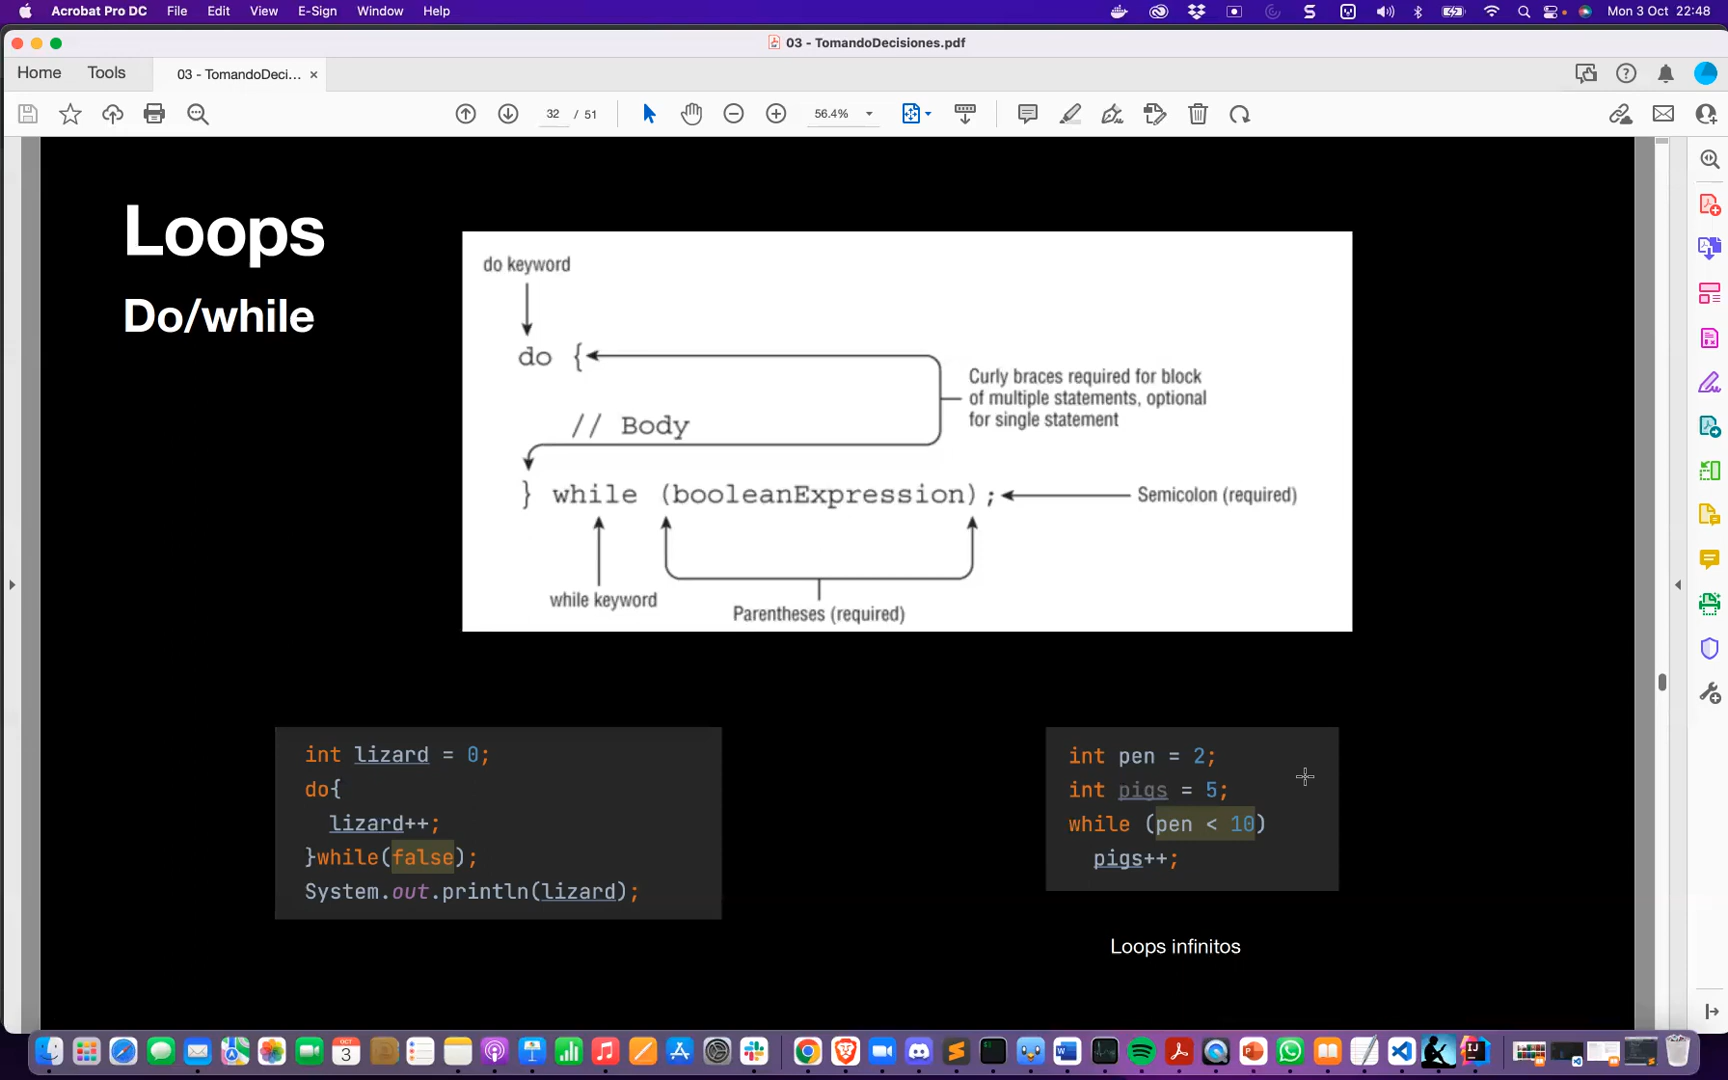 Acrobat Pro DC File Edit View E-Sign Window Help Mon 3 Oct 22:48
03 - TomandoDecisiones.pdf
Home Tools 03 - TomandoDeci... ×
32 / 51 56.4%
Loops
Do/while
do keyword
do {
Curly braces required for block
of multiple statements, optional
for single statement
// Body
} while (booleanExpression);
Semicolon (required)
while keyword
Parentheses (required)
int lizard = 0;
do{
lizard++;
}while(false);
System.out.println(lizard);
int pen = 2;
int pigs = 5;
while (pen < 10)
pigs++;
Loops infinitos
OCT
3